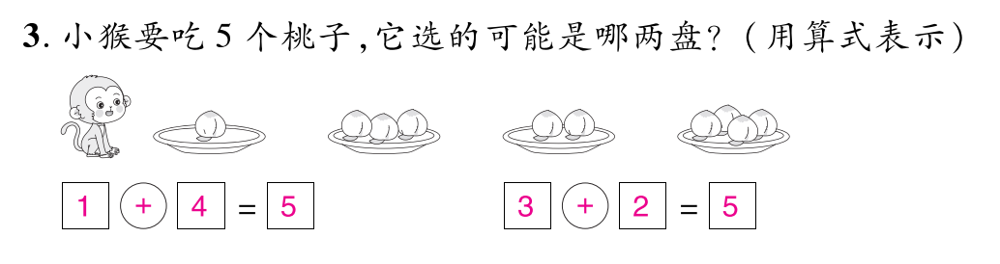 3. 小猴要吃 5 个桃子,它选的可能是哪两盘?(用算式表示)
1 + 4 = 5 3 + 2 = 5